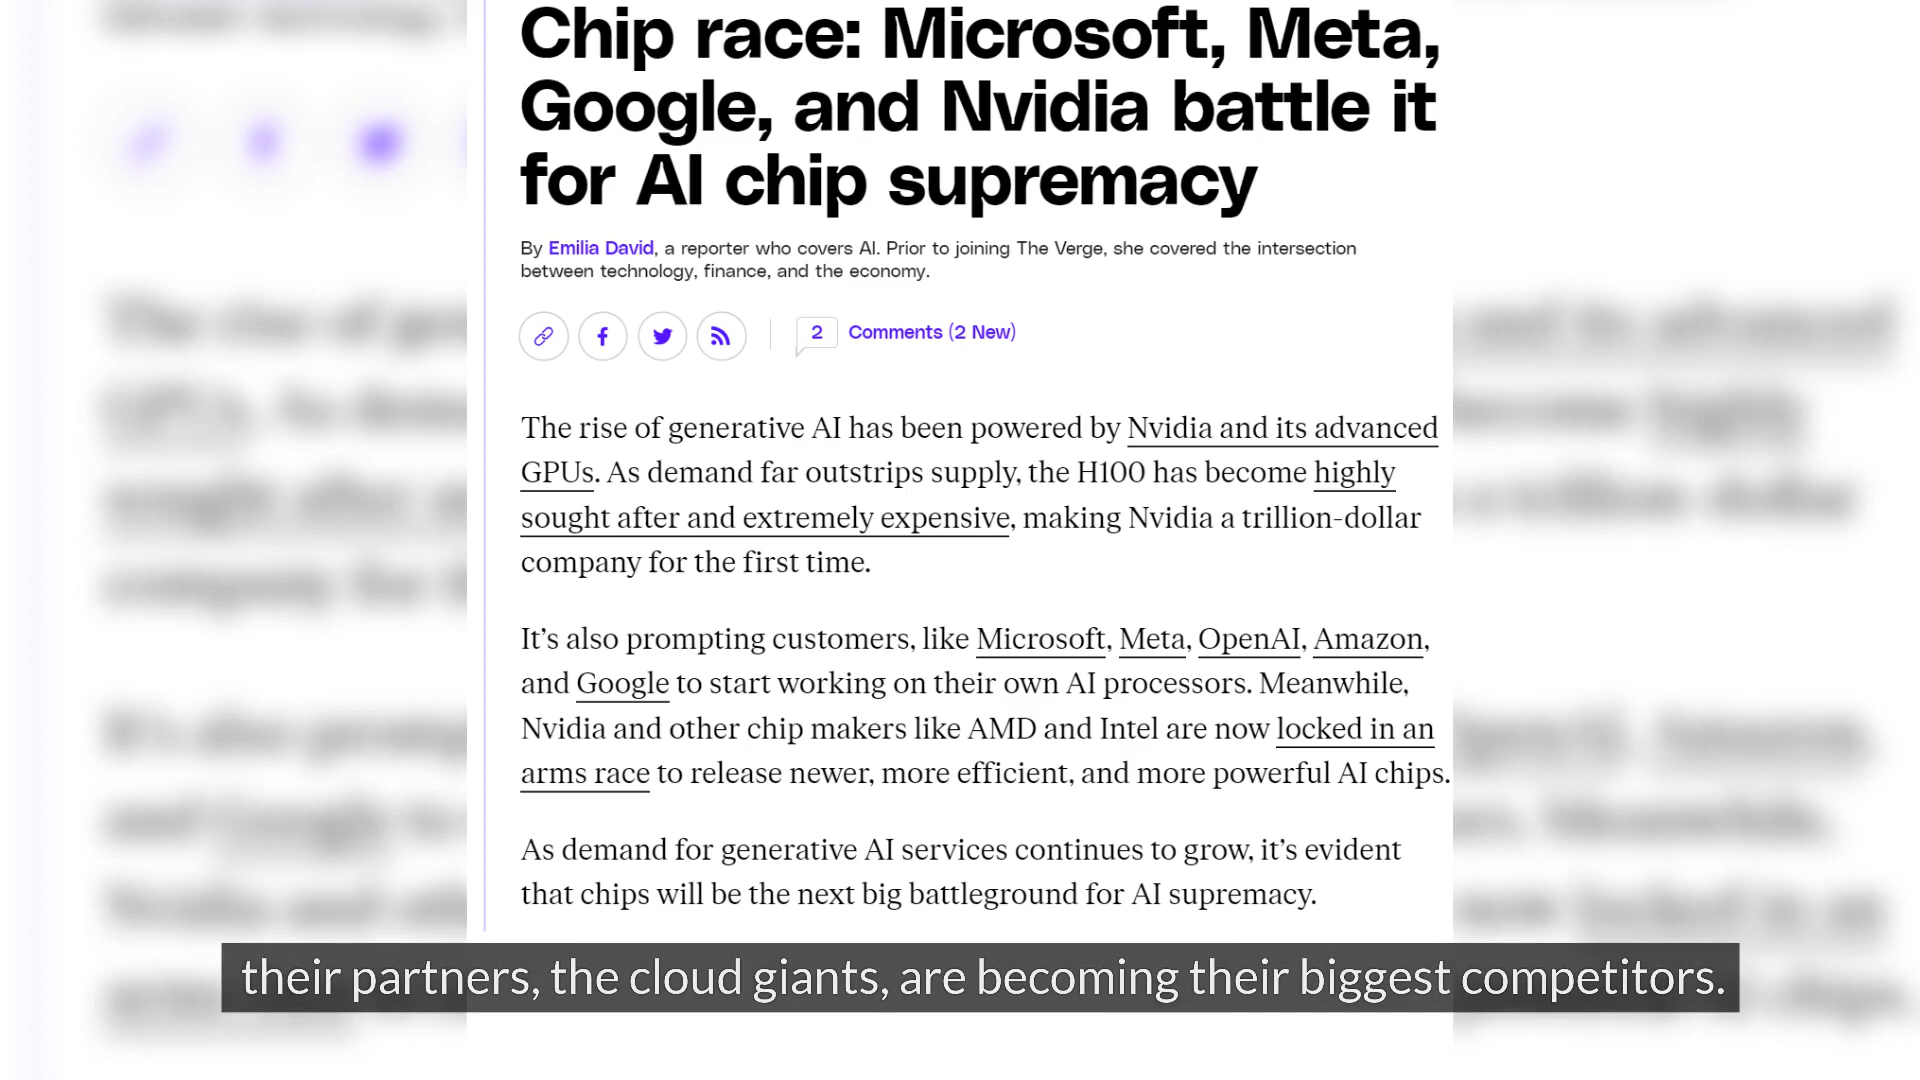 Chip race: Microsoft, Meta,
Google, and Nvidia battle it
for AI chip supremacy
By Emilia David, a reporter who covers AI. Prior to joining The Verge, she covered the intersection
between technology, finance, and the economy.
2 Comments (2 New)
The rise of generative AI has been powered by Nvidia and its advanced
GPUs. As demand far outstrips supply, the H100 has become highly
sought after and extremely expensive, making Nvidia a trillion-dollar
company for the first time.
It’s also prompting customers, like Microsoft, Meta, OpenAI, Amazon,
and Google to start working on their own AI processors. Meanwhile,
Nvidia and other chip makers like AMD and Intel are now locked in an
arms race to release newer, more efficient, and more powerful AI chips.
As demand for generative AI services continues to grow, it’s evident
that chips will be the next big battleground for AI supremacy.
their partners, the cloud giants, are becoming their biggest competitors.